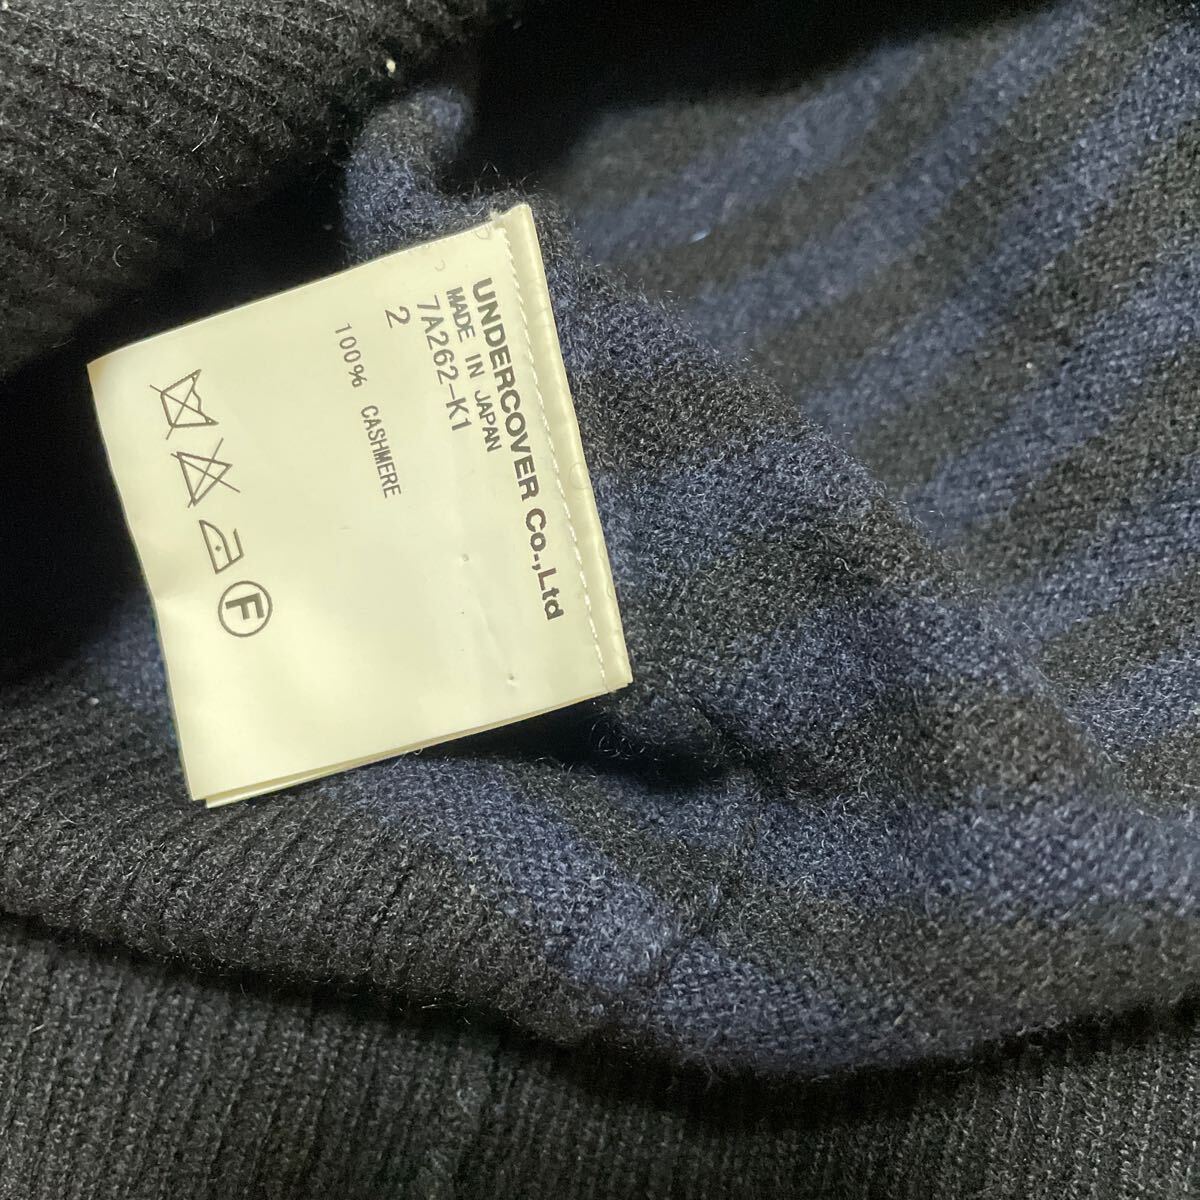 UNDERCOVER Co.,Ltd
MADE IN JAPAN
7A262-K1
2
100% CASHMERE
F